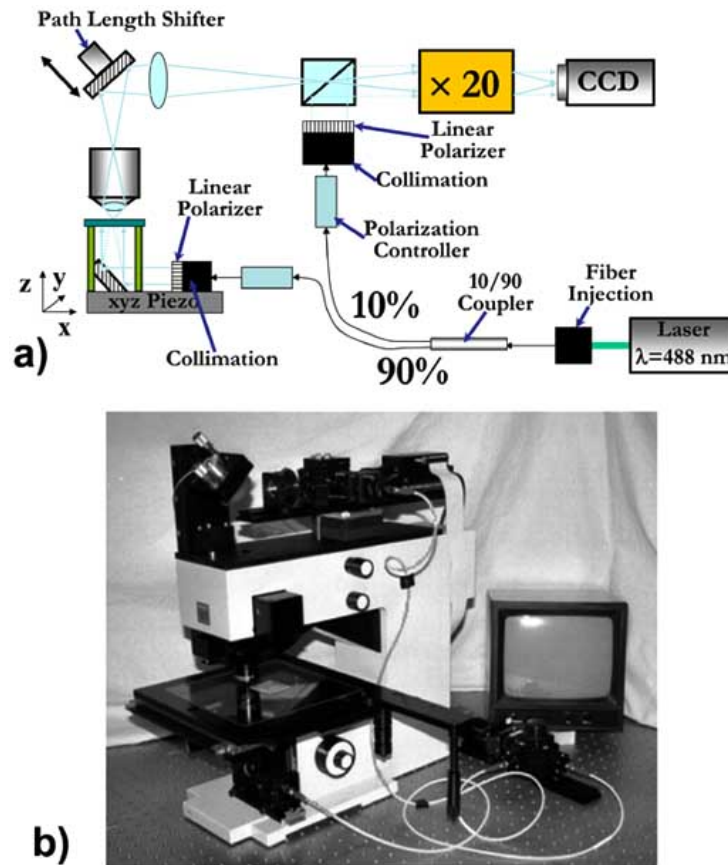 Path Length Shifter
× 20
CCD
Linear
Polarizer
Collimation
Linear
Polarizer
Polarization
Controller
10/90
Coupler
Fiber
Injection
z
y
x
xyz Piezo
10%
Laser
λ=488 nm
Collimation
90%
a)
b)